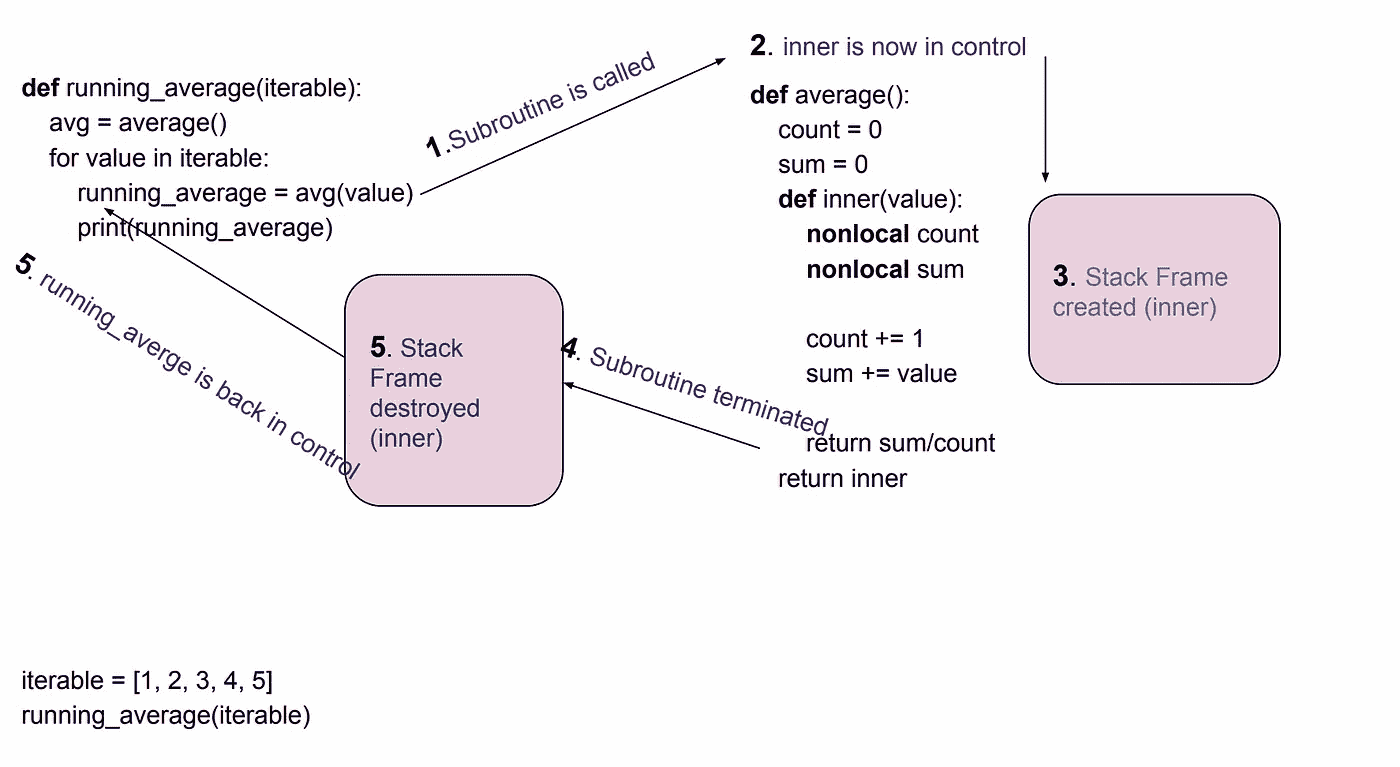 def running_average(iterable):
avg = average()
for value in iterable:
running_average = avg(value)
print(running_average)
1.Subroutine is called
2. inner is now in control
def average():
count = 0
sum = 0
def inner(value):
nonlocal count
nonlocal sum
count += 1
sum += value
return sum/count
return inner
3. Stack Frame
created (inner)
4. Subroutine terminated
5. Stack
Frame
destroyed
(inner)
5. running_averge is back in control
iterable = [1, 2, 3, 4, 5]
running_average(iterable)